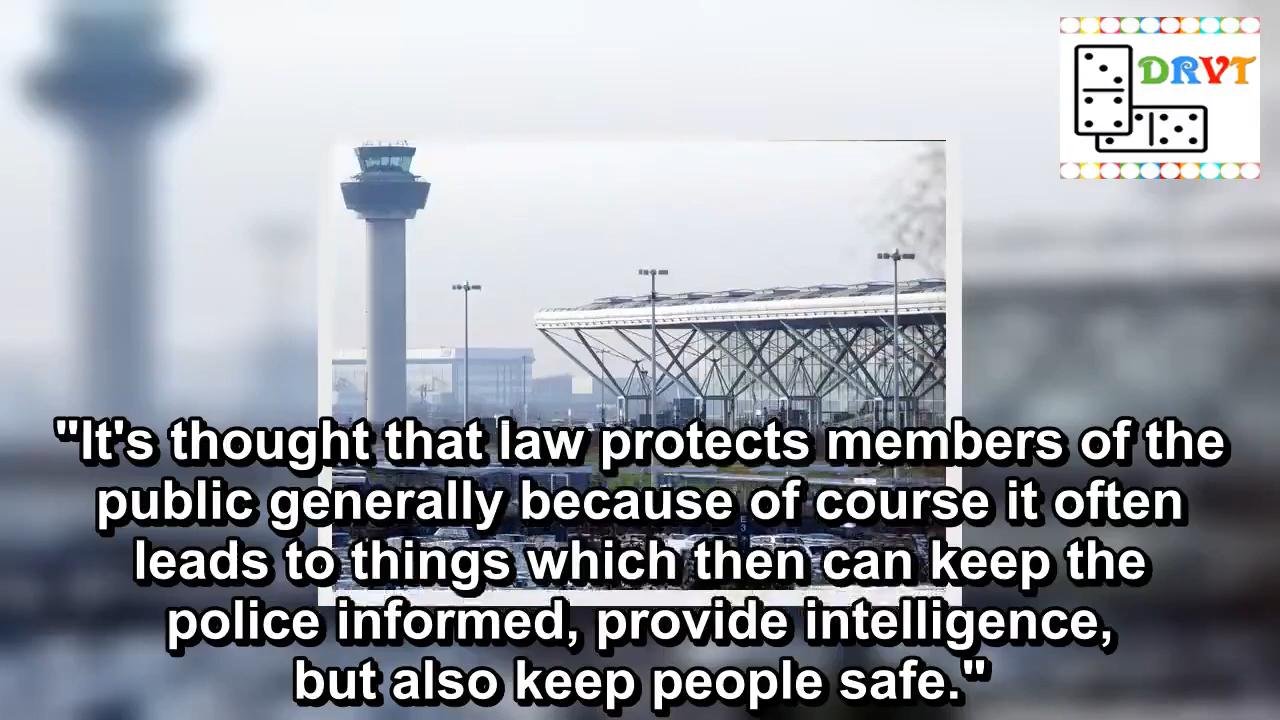 DRVT
"It's thought that law protects members of the
public generally because of course it often
leads to things which then can keep the
police informed, provide intelligence,
but also keep people safe."